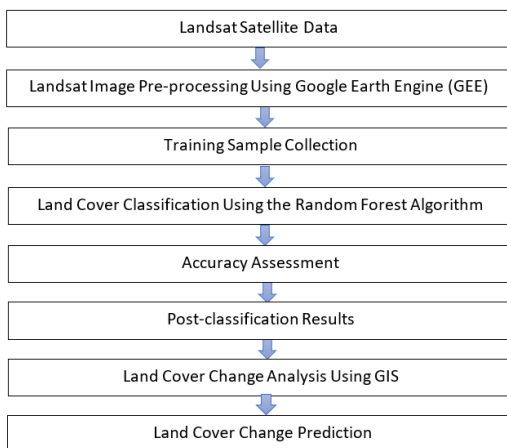 Landsat Satellite Data
Landsat Image Pre-processing Using Google Earth Engine (GEE)
Training Sample Collection
Land Cover Classification Using the Random Forest Algorithm
Accuracy Assessment
Post-classification Results
Land Cover Change Analysis Using GIS
Land Cover Change Prediction